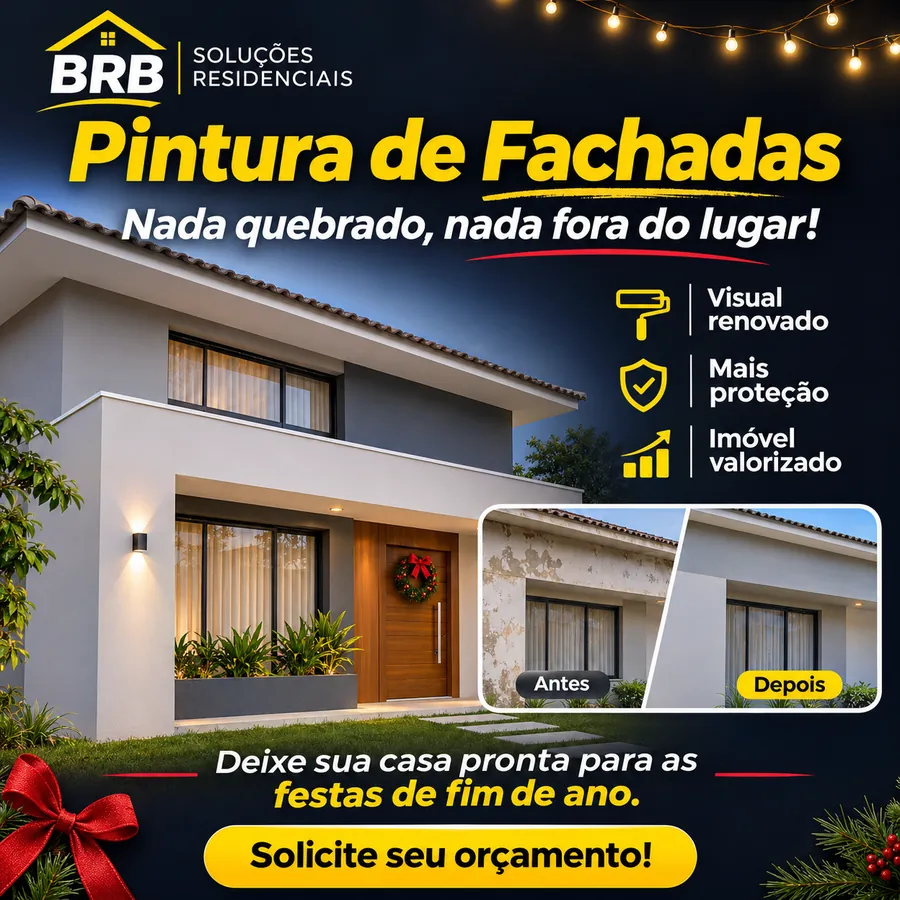 BRB
SOLUÇÕES
RESIDENCIAIS
Pintura de Fachadas
Nada quebrado, nada fora do lugar!
Visual
renovado
Mais
proteção
Imóvel
valorizado
Antes
Depois
Deixe sua casa pronta para as
festas de fim de ano.
Solicite seu orçamento!